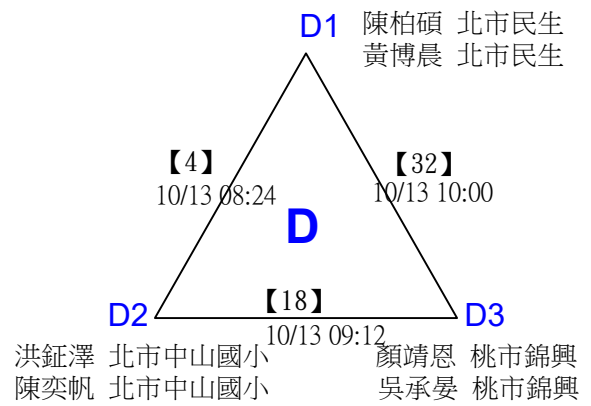 D1 陳柏碩 北市民生
黃博晨 北市民生
【4】
10/13 08:24
【32】
10/13 10:00
D
【18】
10/13 09:12
D2
洪鉦澤 北市中山國小
陳奕帆 北市中山國小
D3
顏靖恩 桃市錦興
吳承晏 桃市錦興